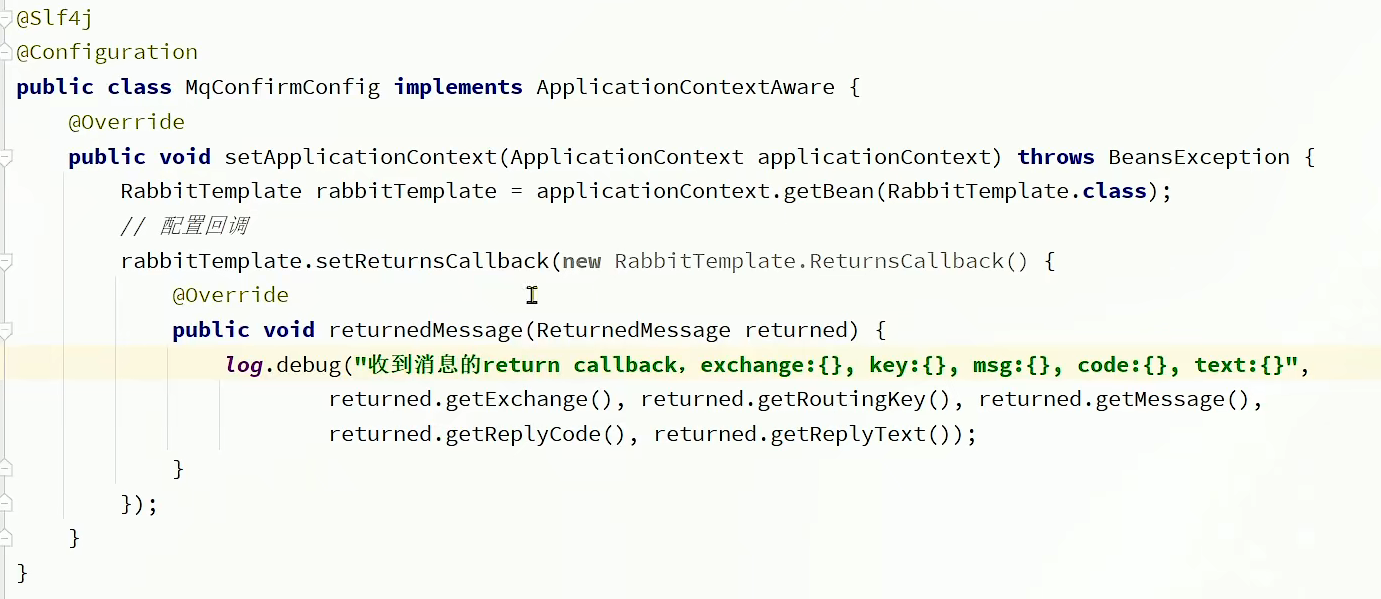 @Slf4j
@Configuration
public class MqConfirmConfig implements ApplicationContextAware {
    @Override
    public void setApplicationContext(ApplicationContext applicationContext) throws BeansException {
        RabbitTemplate rabbitTemplate = applicationContext.getBean(RabbitTemplate.class);
        // 配置回调
        rabbitTemplate.setReturnsCallback(new RabbitTemplate.ReturnsCallback() {
            @Override
            public void returnedMessage(ReturnedMessage returned) {
                log.debug("收到消息的return callback，exchange:{}, key:{}, msg:{}, code:{}, text:{}",
                        returned.getExchange(), returned.getRoutingKey(), returned.getMessage(),
                        returned.getReplyCode(), returned.getReplyText());
            }
        });
    }
}